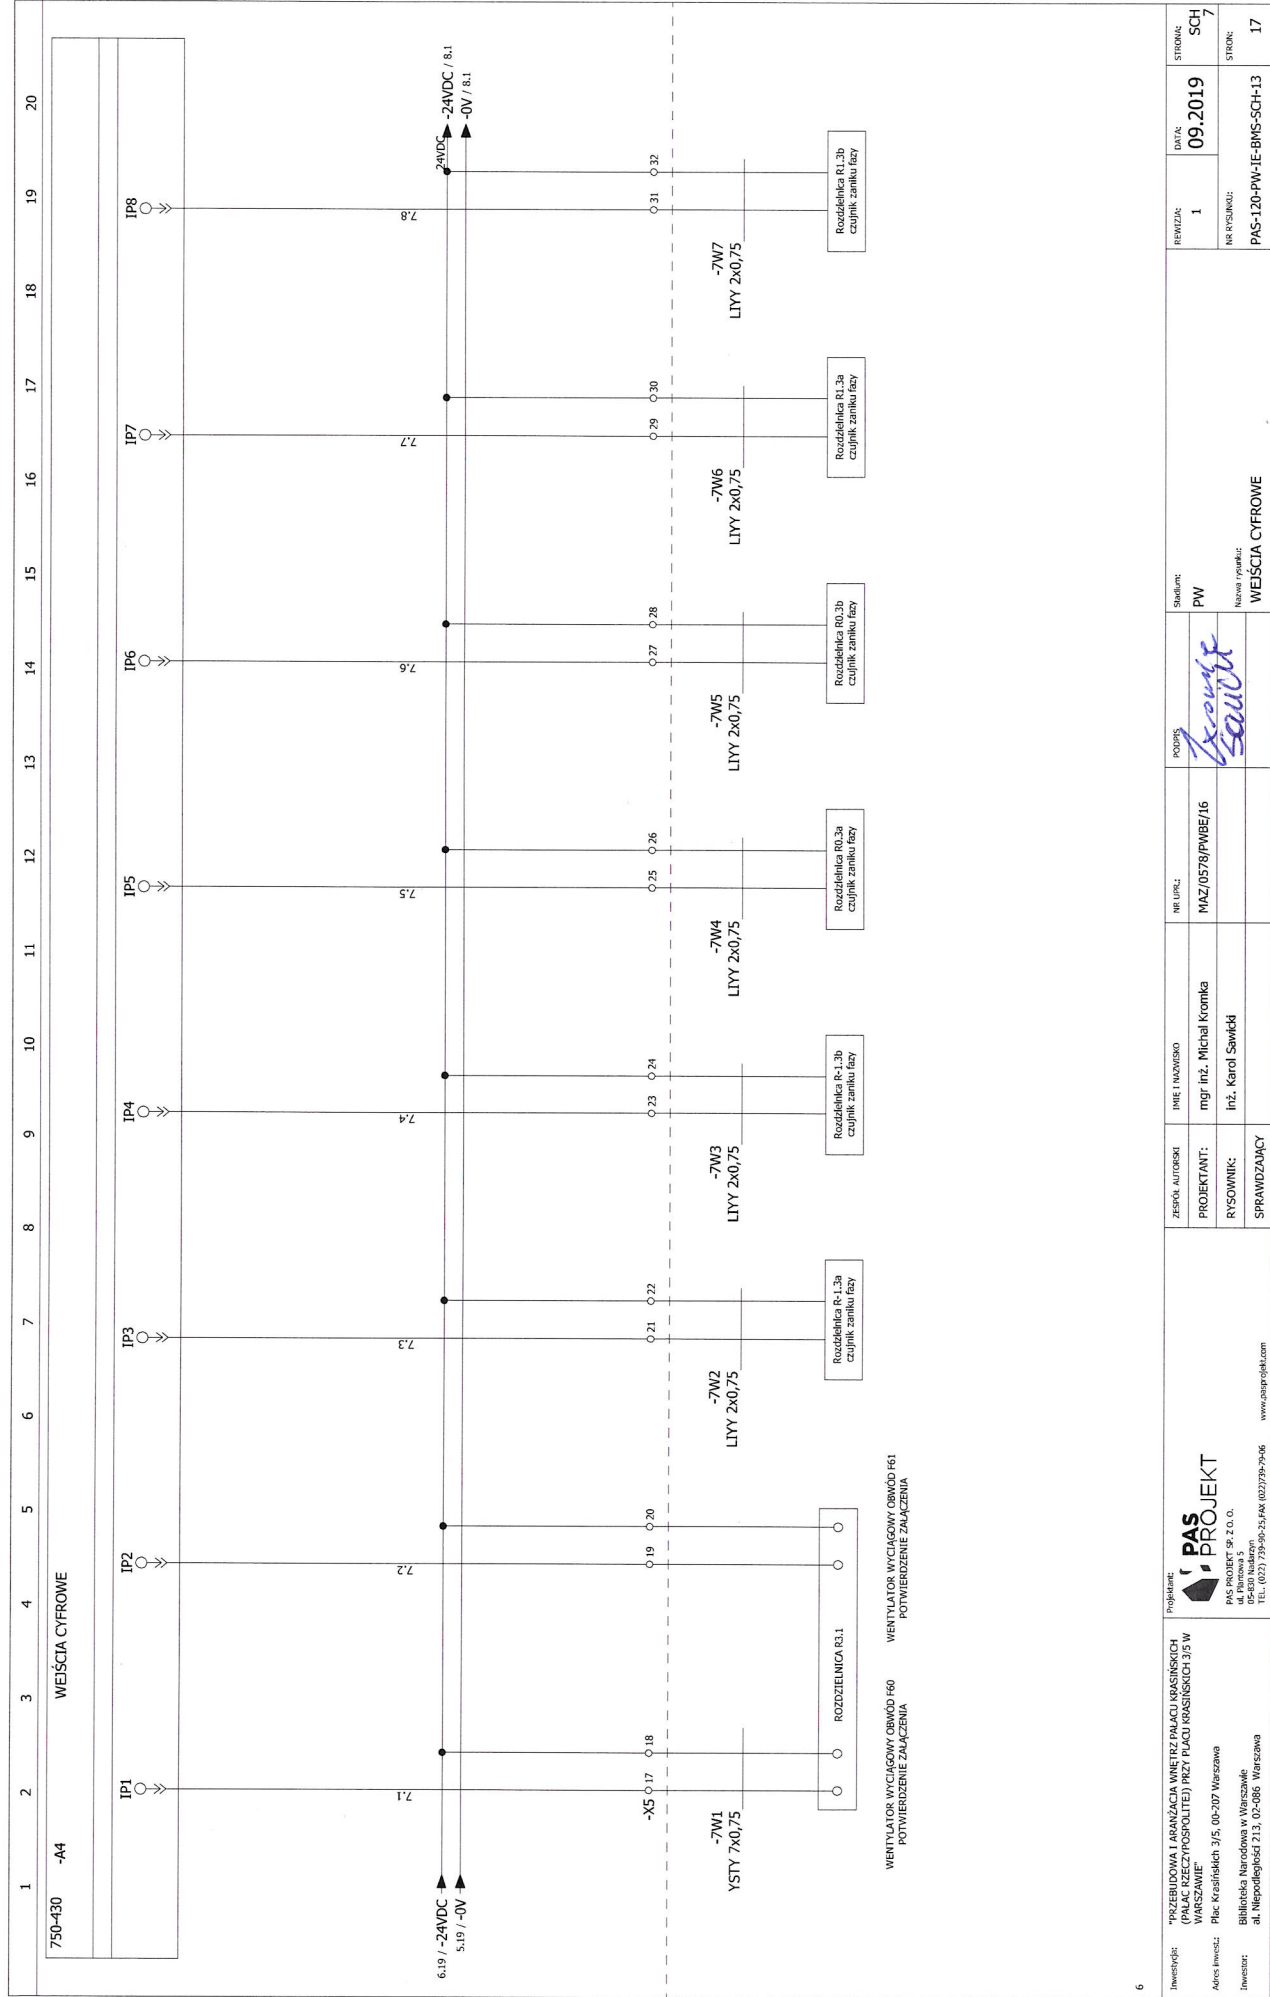 1 2 3 4 5 6 7 8 9 10 11 12 13 14 15 16 17 18 19 20
750-430 -A4 WEJŚCIA CYFROWE
IP1 IP2 IP3 IP4 IP5 IP6 IP7 IP8
7.1 7.2 7.3 7.4 7.5 7.6 7.7 7.8
24VDC
6.19 / -24VDC
-24VDC / 8.1
5.19 / -0V
-0V / 8.1
-X5 17 18 19 20 21 22 23 24 25 26 27 28 29 30 31 32
-7W1
YSTY 7x0,75
-7W2
LIYY 2x0,75
-7W3
LIYY 2x0,75
-7W4
LIYY 2x0,75
-7W5
LIYY 2x0,75
-7W6
LIYY 2x0,75
-7W7
LIYY 2x0,75
ROZDZIELNICA R3.1
Rozdzielnica R-1.3a
czujnik zaniku fazy
Rozdzielnica R-1.3b
czujnik zaniku fazy
Rozdzielnica R0.3a
czujnik zaniku fazy
Rozdzielnica R0.3b
czujnik zaniku fazy
Rozdzielnica R1.3a
czujnik zaniku fazy
Rozdzielnica R1.3b
czujnik zaniku fazy
WENTYLATOR WYCIĄGOWY OBWÓD F60
POTWIERDZENIE ZAŁĄCZENIA
WENTYLATOR WYCIĄGOWY OBWÓD F61
POTWIERDZENIE ZAŁĄCZENIA
6
Inwestycja:
"PRZEBUDOWA I ARANŻACJA WNĘTRZ PAŁACU KRASIŃSKICH
(PAŁAC RZECZYPOSPOLITEJ) PRZY PLACU KRASIŃSKICH 3/5 W
WARSZAWIE"
Adres inwest.:
Plac Krasińskich 3/5, 00-207 Warszawa
Inwestor:
Biblioteka Narodowa w Warszawie
al. Niepodległości 213, 02-086 Warszawa
Projektant:
PAS
PROJEKT
PAS PROJEKT SP. Z O. O.
ul. Plantowa 5
05-830 Nadarzyn
TEL. (022) 739-90-25,FAX (022)739-79-06 www.pasprojekt.com
ZESPÓŁ AUTORSKI IMIĘ I NAZWISKO NR UPR.: PODPIS
PROJEKTANT: mgr inż. Michał Kromka MAZ/0578/PWBE/16
RYSOWNIK: inż. Karol Sawicki
SPRAWDZAJĄCY
Stadium:
PW
Nazwa rysunku:
WEJŚCIA CYFROWE
REWIZJA:
1
DATA:
09.2019
STRONA:
SCH
7
NR RYSUNKU:
PAS-120-PW-IE-BMS-SCH-13
STRON:
17